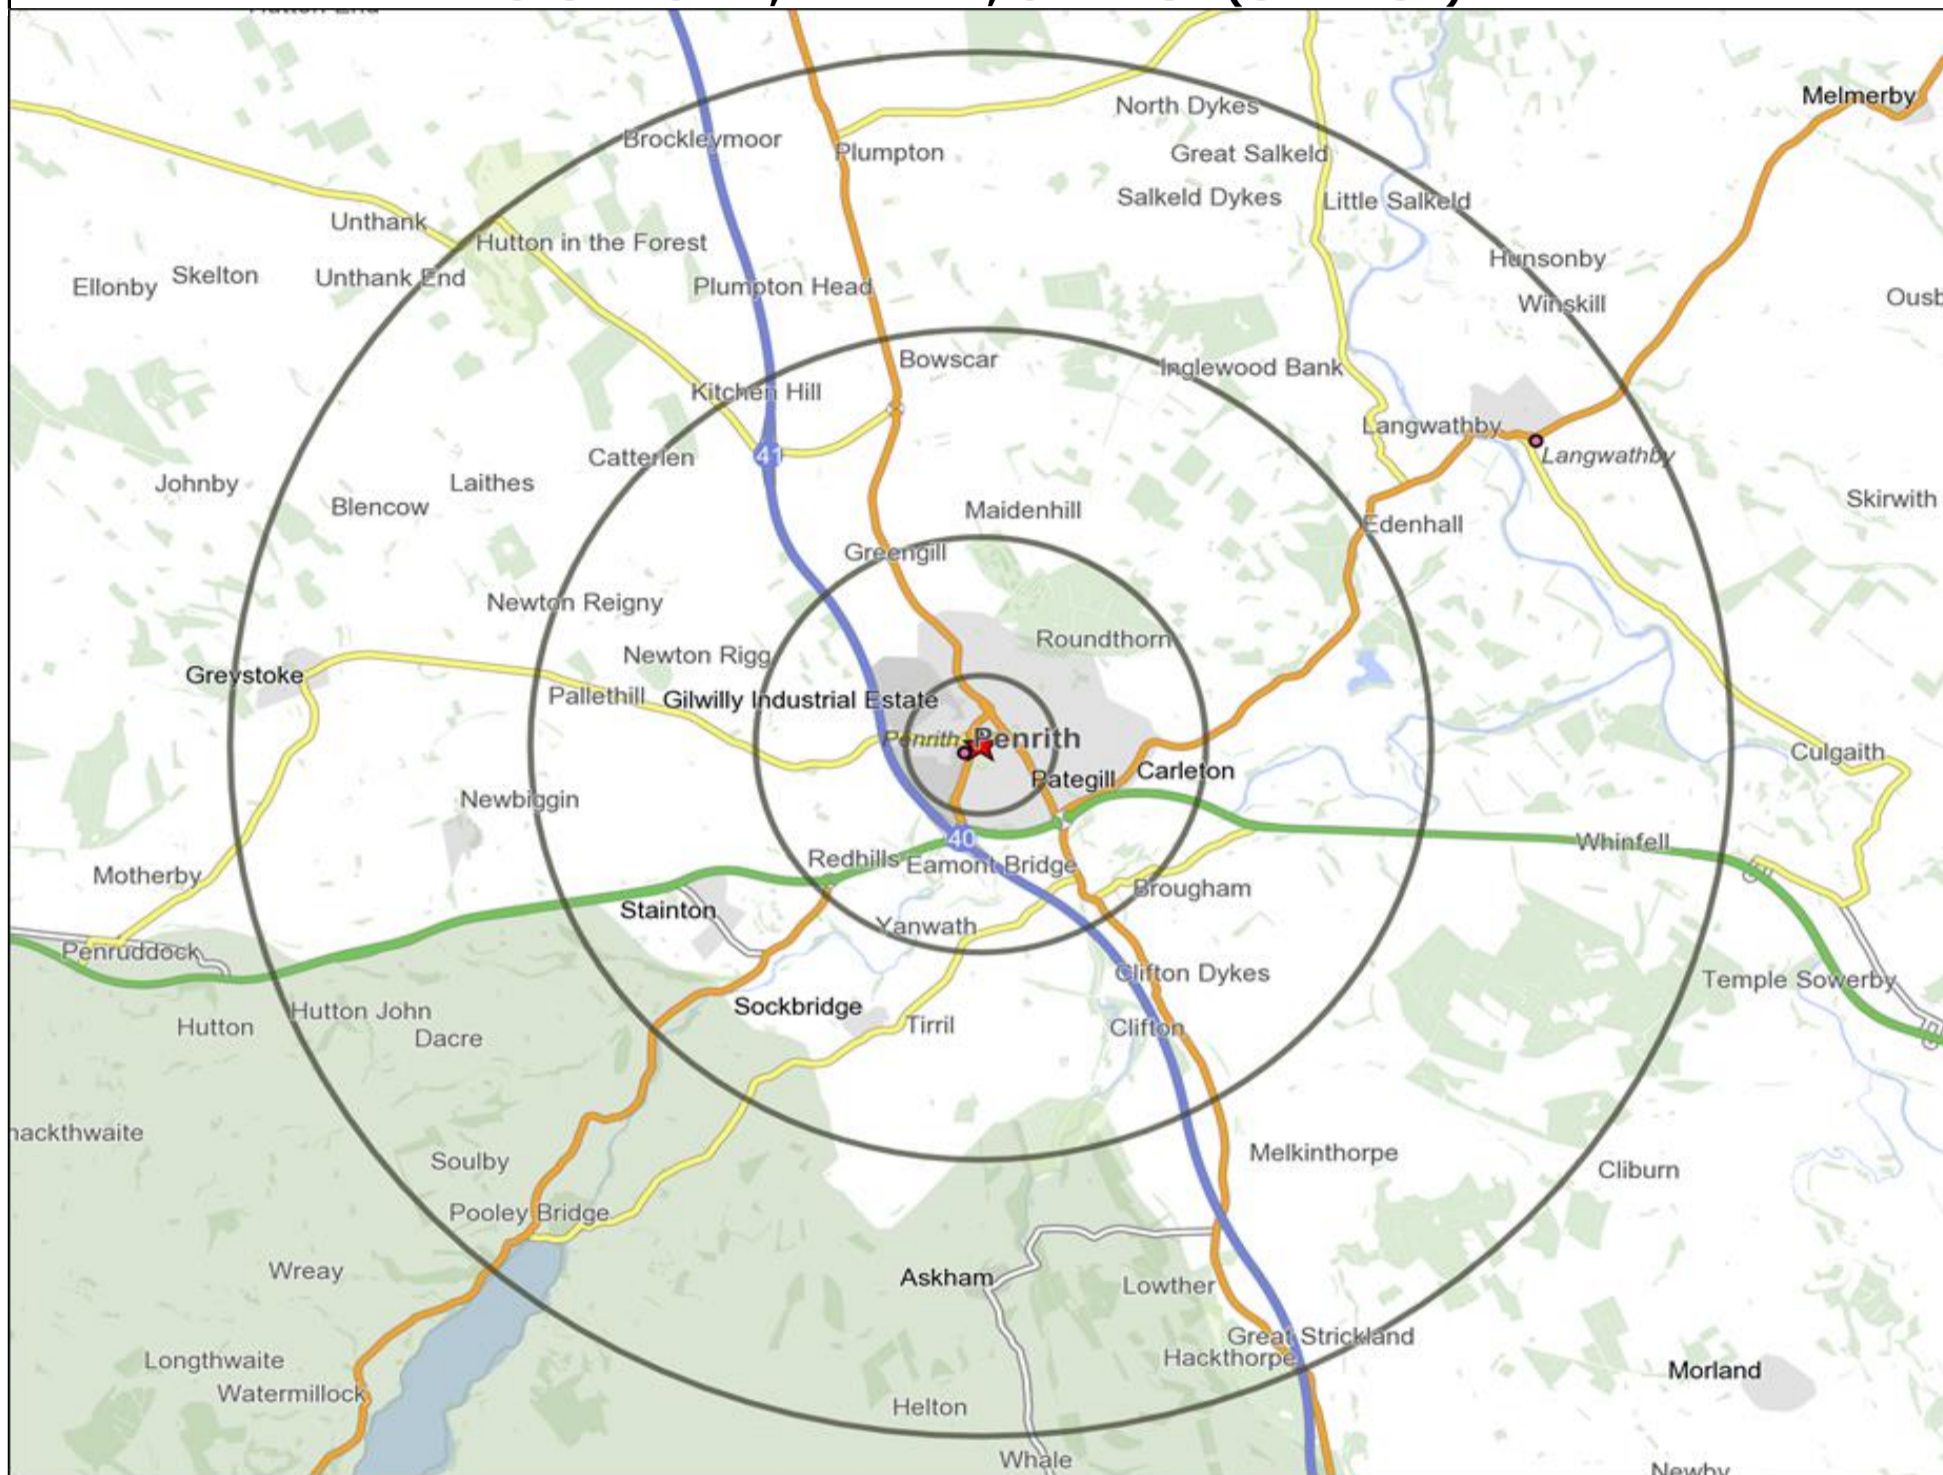 North Dykes
Melmerby
Brockleymoor
Plumpton
Great Salkeld
Salkeld Dykes
Little Salkeld
Unthank
Hutton in the Forest
Hunsonby
Skelton
Unthank End
Ellonby
Plumpton Head
Winskill
Ousb
Bowscar
Inglewood Bank
Kitchen Hill
Langwathby
Catterlen
41
Langwathby
Johnby
Laithes
Blencow
Maidenhill
Skirwith
Edenhall
Greengill
Newton Reigny
Roundthorn
Newton Rigg
Greystoke
Pallethill
Gilwilly Industrial Estate
Penrith
Penrith
Culgaith
Pategill
Carleton
Newbiggin
40
Whinfell
Redhills
Eamont Bridge
Motherby
Brougham
Stainton
Yanwath
Penruddock
Clifton Dykes
Temple Sowerby
Sockbridge
Hutton John
Hutton
Tirril
Clifton
Dacre
hackthwaite
Melkinthorpe
Soulby
Cliburn
Pooley Bridge
Wreay
Askham
Lowther
Great Strickland
Hackthorpe
Longthwaite
Morland
Watermillock
Helton
Whale
Newby